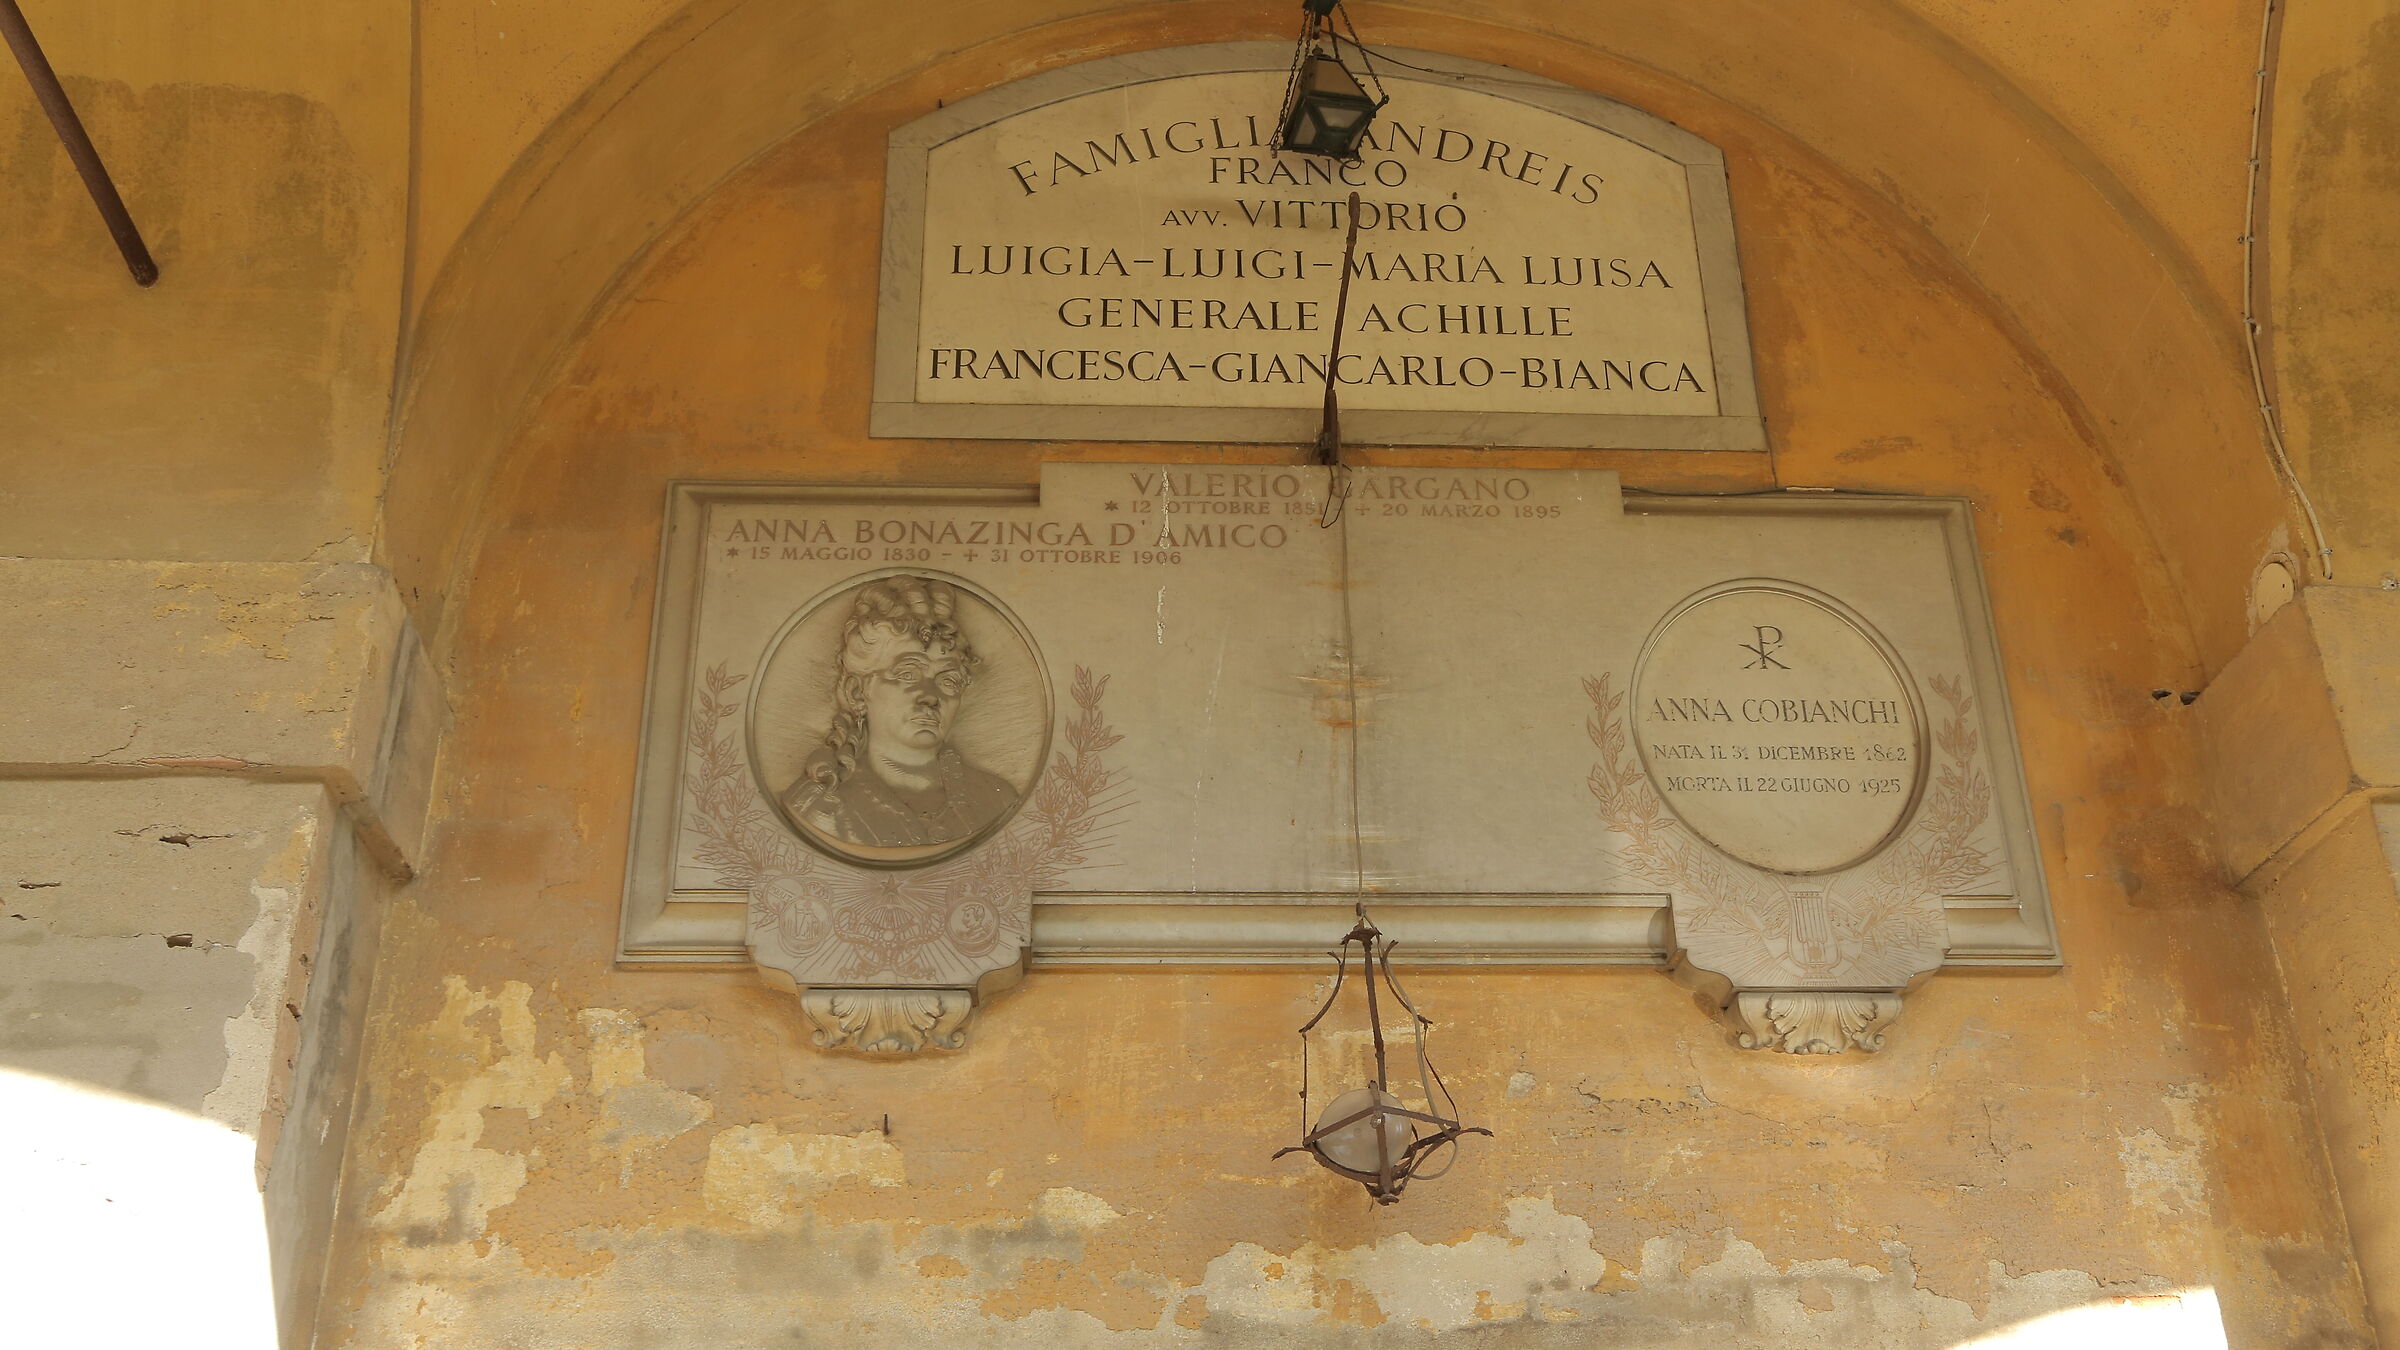 FAMIGLIA ANDREIS
FRANCO
AVV. VITTORIO
LUIGIA-LUIGI-MARIA LUISA
GENERALE ACHILLE
FRANCESCA-GIANCARLO-BIANCA
VALERIO GARGANO
* 12 OTTOBRE 1851 - + 20 MARZO 1895
ANNA BONAZINGA D'AMICO
* 15 MAGGIO 1830 - + 31 OTTOBRE 1906
ANNA COBIANCHI
NATA IL 31 DICEMBRE 1862
MORTA IL 22 GIUGNO 1925